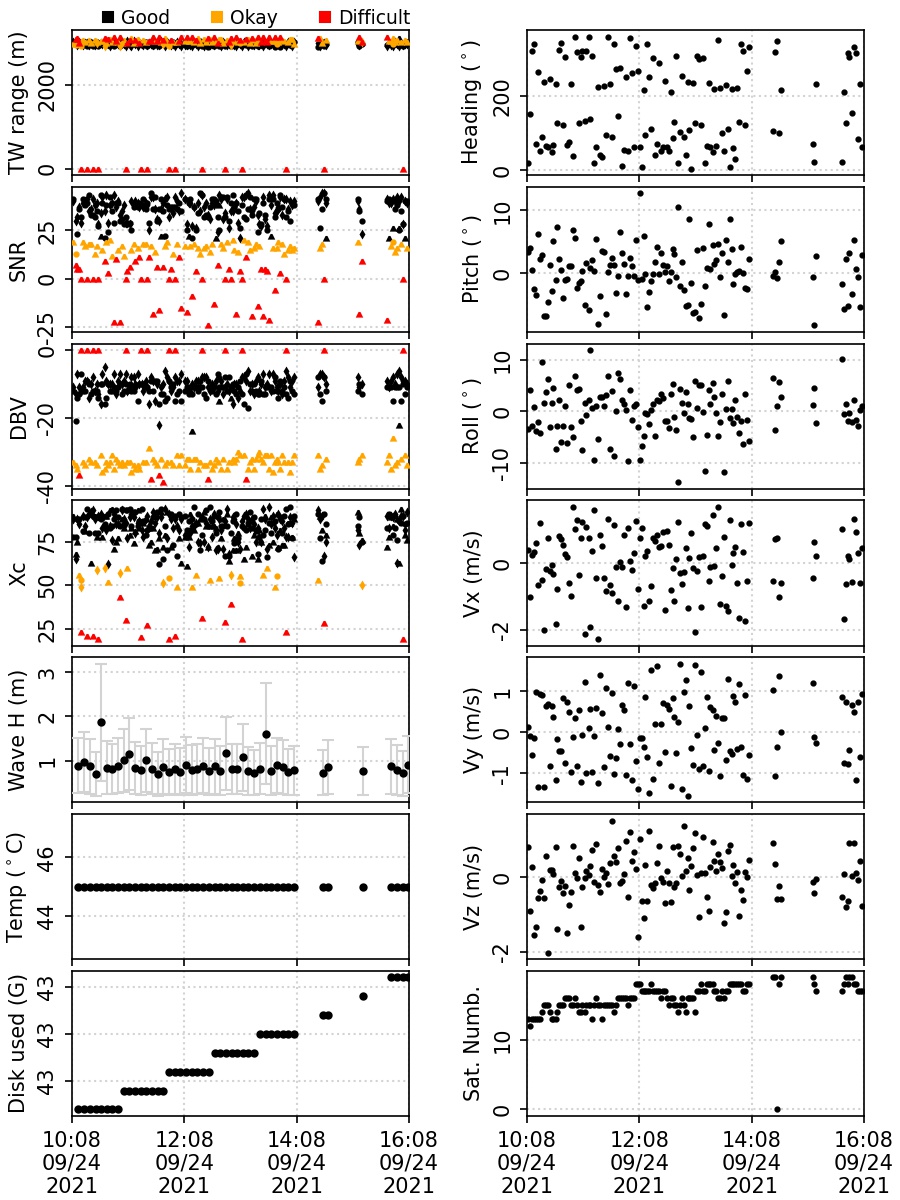 Good Okay Difficult
TW range (m)
2000
0
SNR
25
0
-25
DBV
0
-20
-40
Xc
75
50
25
Wave H (m)
3
2
1
Temp (°C)
46
44
Disk used (G)
43
43
43
10:08 12:08 14:08 16:08
09/24 09/24 09/24 09/24
2021 2021 2021 2021
Heading (°)
200
0
Pitch (°)
10
0
Roll (°)
10
0
-10
Vx (m/s)
0
-2
Vy (m/s)
1
0
-1
Vz (m/s)
0
-2
Sat. Numb.
10
0
10:08 12:08 14:08 16:08
09/24 09/24 09/24 09/24
2021 2021 2021 2021